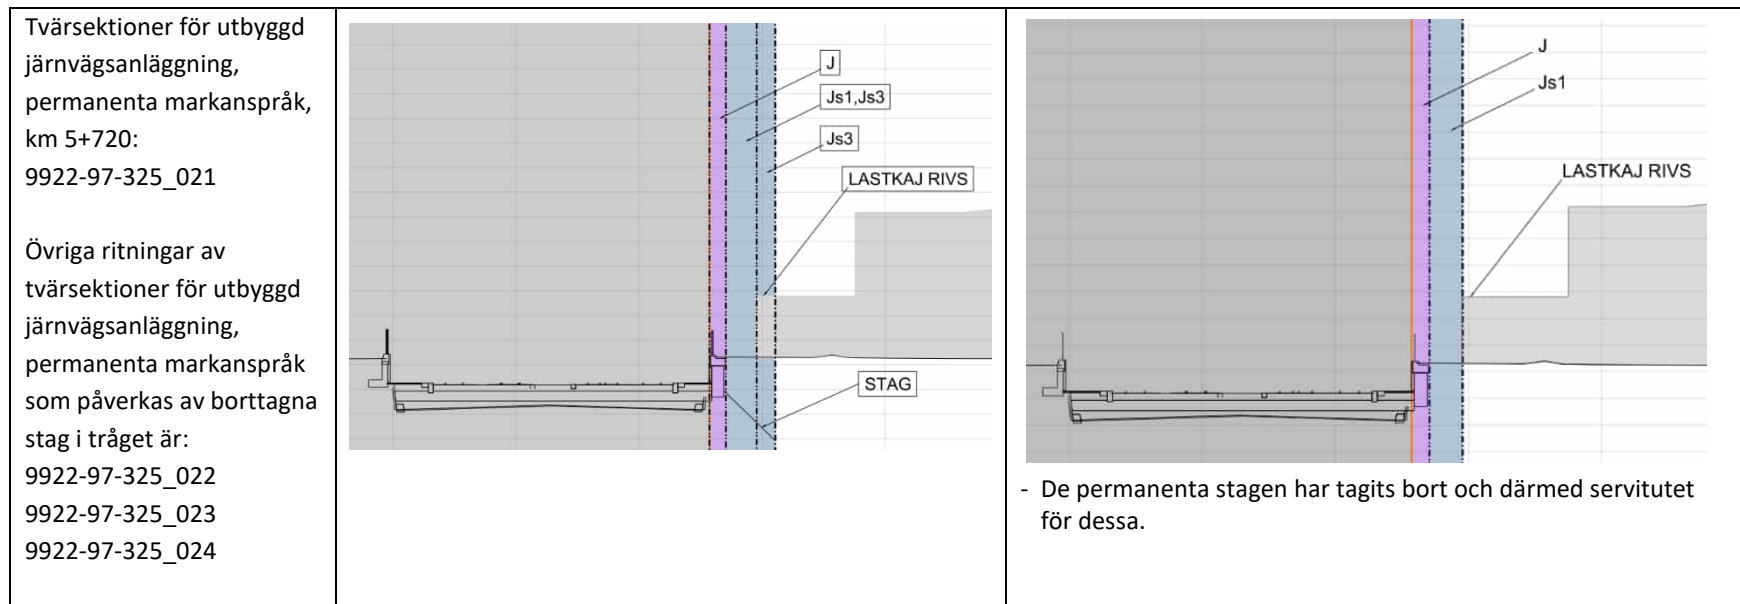 Tvärsektioner för utbyggd
järnvägsanläggning,
permanenta markanspråk,
km 5+720:
9922-97-325_021
Övriga ritningar av
tvärsektioner för utbyggd
järnvägsanläggning,
permanenta markanspråk
som påverkas av borttagna
stag i tråget är:
9922-97-325_022
9922-97-325_023
9922-97-325_024
J
Js1,Js3
Js3
LASTKAJ RIVS
STAG
J
Js1
LASTKAJ RIVS
- De permanenta stagen har tagits bort och därmed servitutet
för dessa.